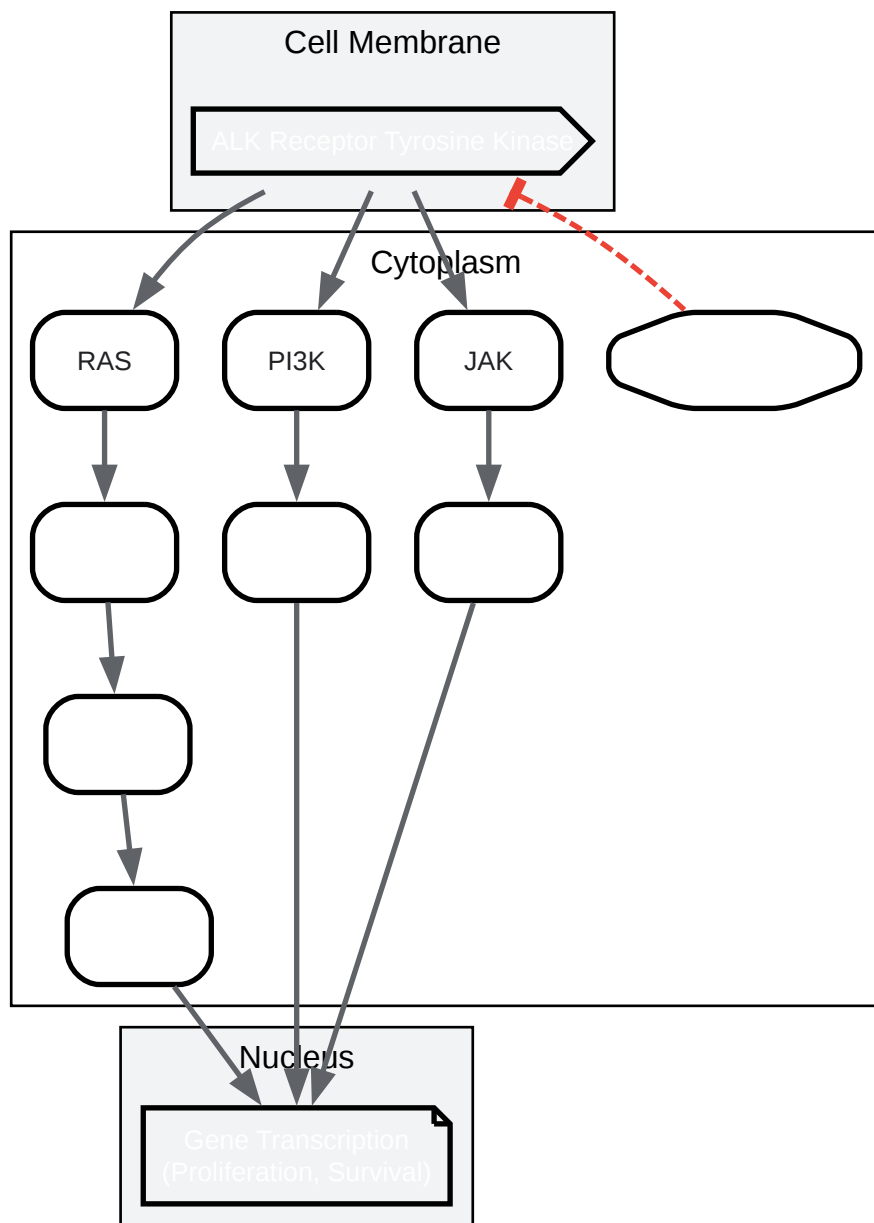 Cell Membrane
ALK Receptor Tyrosine Kinase
Cytoplasm
RAS
PI3K
JAK
Nucleus
Gene Transcription
(Proliferation, Survival)